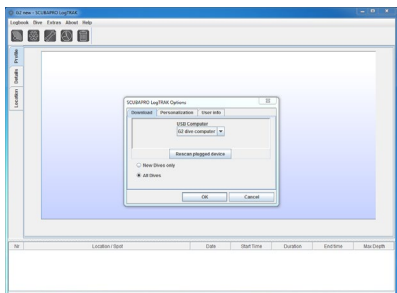 G2 new - SCUBAPRO LogTRAK
Logbook Dive Extras About Help
Profile
Details
Location
SCUBAPRO LogTRAK Options
Download Personalization User info
USB Computer
G2 dive computer
Rescan plugged device
New Dives only
All Dives
OK Cancel
Nr Location / Spot Date Start Time Duration End time Max Depth